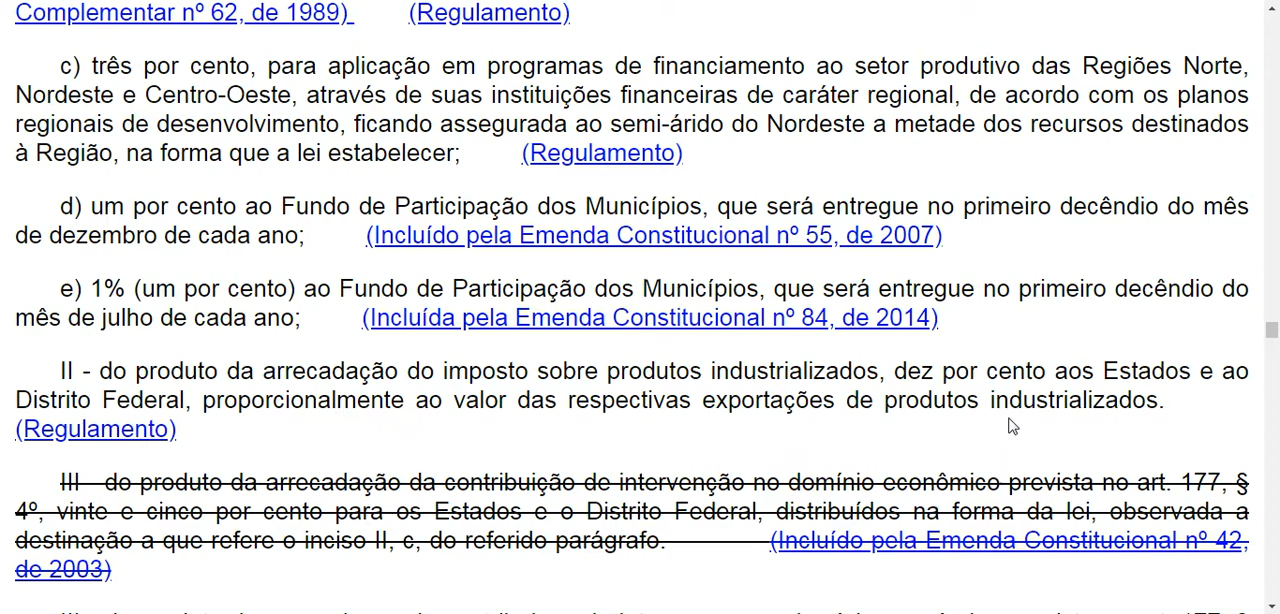 Complementar nº 62, de 1989) (Regulamento)
c) três por cento, para aplicação em programas de financiamento ao setor produtivo das Regiões Norte,
Nordeste e Centro-Oeste, através de suas instituições financeiras de caráter regional, de acordo com os planos
regionais de desenvolvimento, ficando assegurada ao semi-árido do Nordeste a metade dos recursos destinados
à Região, na forma que a lei estabelecer; (Regulamento)
d) um por cento ao Fundo de Participação dos Municípios, que será entregue no primeiro decêndio do mês
de dezembro de cada ano; (Incluído pela Emenda Constitucional nº 55, de 2007)
e) 1% (um por cento) ao Fundo de Participação dos Municípios, que será entregue no primeiro decêndio do
mês de julho de cada ano; (Incluída pela Emenda Constitucional nº 84, de 2014)
II - do produto da arrecadação do imposto sobre produtos industrializados, dez por cento aos Estados e ao
Distrito Federal, proporcionalmente ao valor das respectivas exportações de produtos industrializados.
(Regulamento)
III - do produto da arrecadação da contribuição de intervenção no domínio econômico prevista no art. 177, §
4º, vinte e cinco por cento para os Estados e o Distrito Federal, distribuídos na forma da lei, observada a
destinação a que refere o inciso II, c, do referido parágrafo. (Incluído pela Emenda Constitucional nº 42,
de 2003)